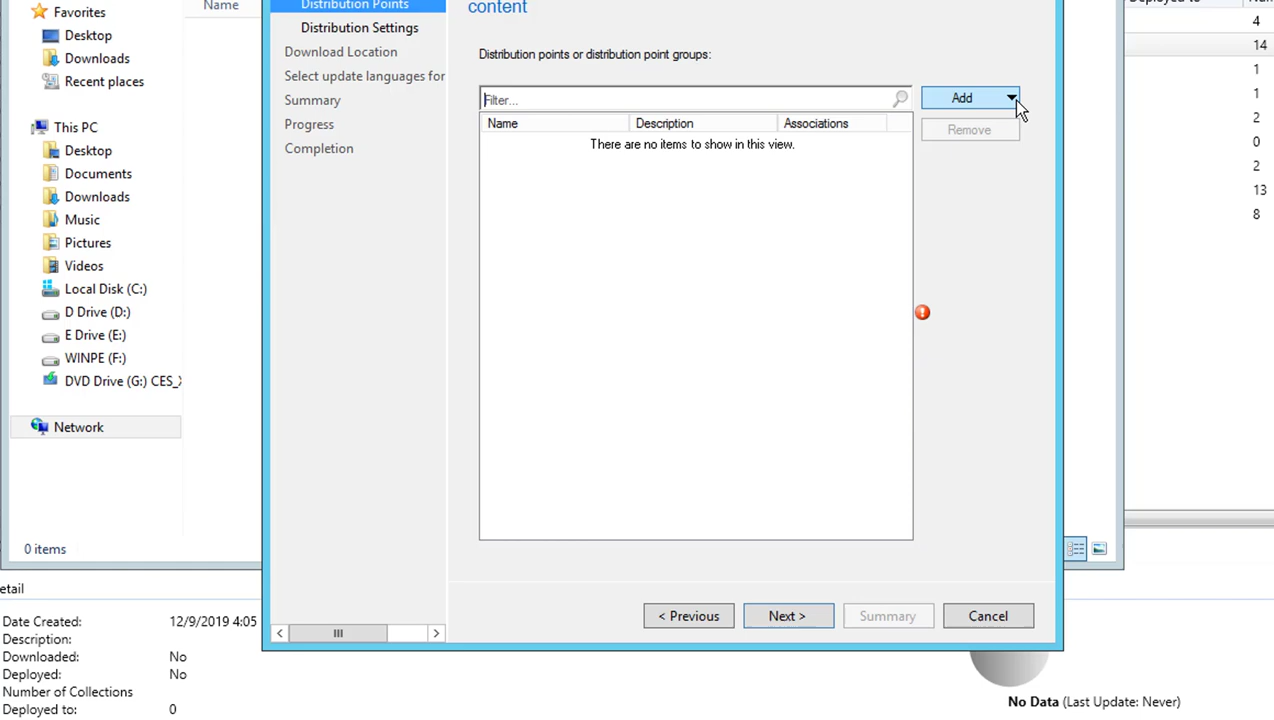 Name
Favorites
Desktop
Downloads
Recent places
This PC
Desktop
Documents
Downloads
Music
Pictures
Videos
Local Disk (C:)
D Drive (D:)
E Drive (E:)
WINPE (F:)
DVD Drive (G:) CES_X
Network
0 items
etail
Date Created: 12/9/2019 4:05
Description:
Downloaded: No
Deployed: No
Number of Collections
Deployed to: 0
Distribution Points
Distribution Settings
Download Location
Select update languages for
Summary
Progress
Completion
content
Distribution points or distribution point groups:
Filter...
Add
Remove
Name Description Associations
There are no items to show in this view.
< Previous Next > Summary Cancel
Deployed to
4
14
1
1
2
0
2
13
8
No Data (Last Update: Never)